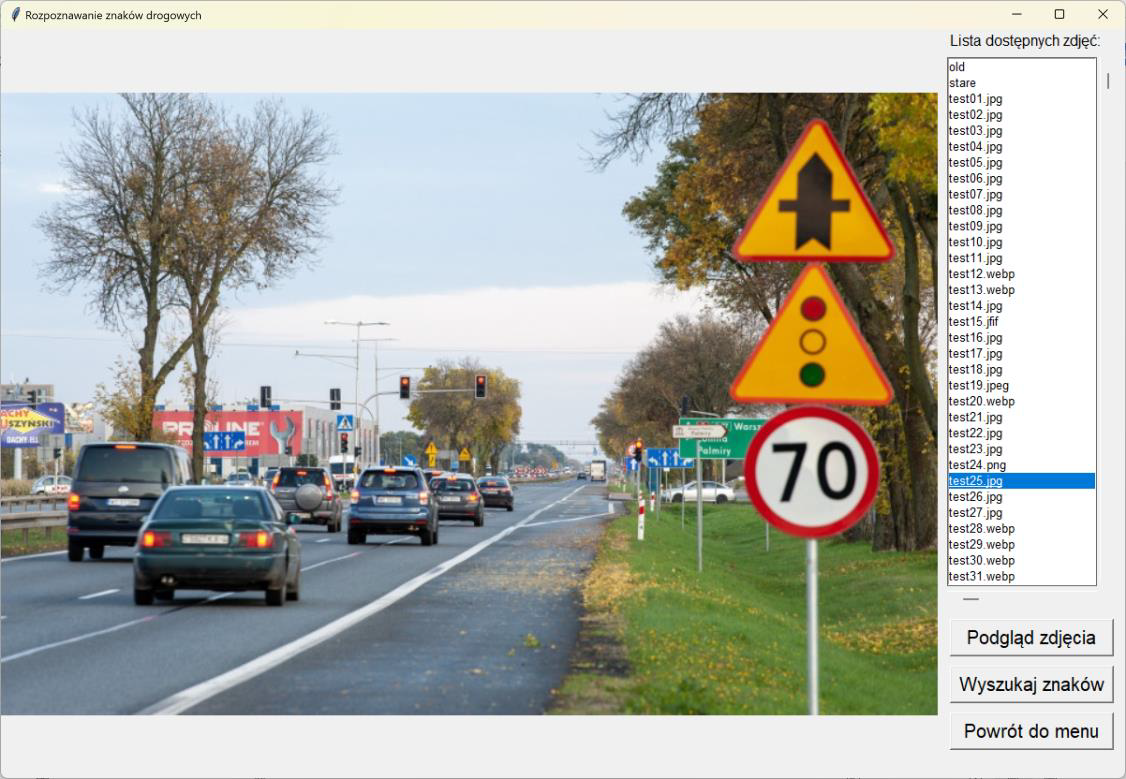 Rozpoznawanie znaków drogowych
Lista dostępnych zdjęć:
old
stare
test01.jpg
test02.jpg
test03.jpg
test04.jpg
test05.jpg
test06.jpg
test07.jpg
test08.jpg
test09.jpg
test10.jpg
test11.jpg
test12.webp
test13.webp
test14.jpg
test15.jfif
test16.jpg
test17.jpg
test18.jpg
test19.jpeg
test20.webp
test21.jpg
test22.jpg
test23.jpg
test24.png
test25.jpg
test26.jpg
test27.jpg
test28.webp
test29.webp
test30.webp
test31.webp
Podgląd zdjęcia
Wyszukaj znaków
Powrót do menu
70
Palmiry
Palmiry
DACHY